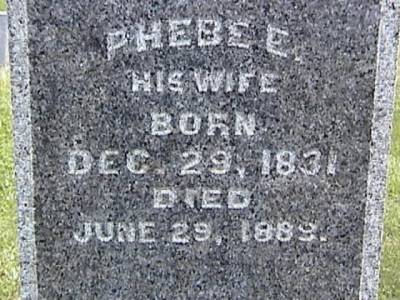 PHEBE E.
HIS WIFE
BORN
DEC. 29, 1831
DIED
JUNE 29, 1889.